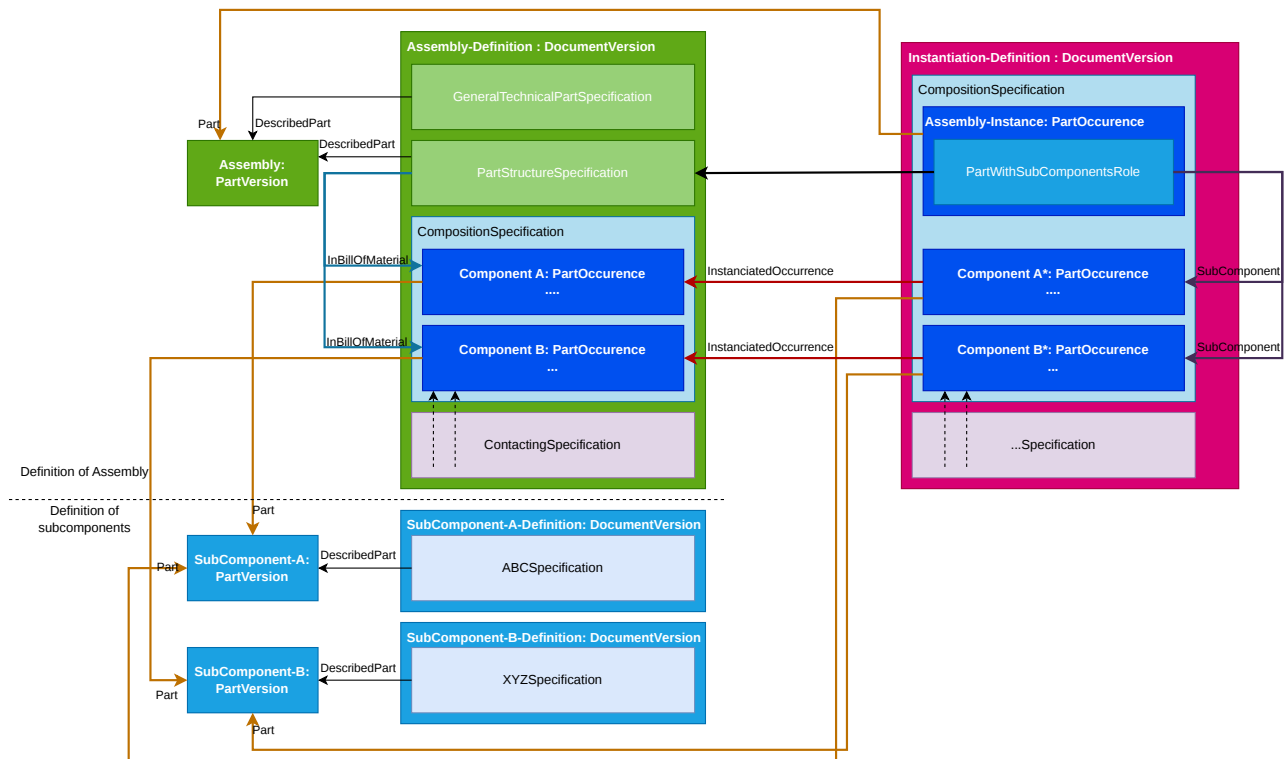 Assembly-Definition : DocumentVersion
GeneralTechnicalPartSpecification
Part
DescribedPart
DescribedPart
Assembly:
PartVersion
PartStructureSpecification
CompositionSpecification
InBillOfMaterial
Component A: PartOccurence
....
InBillOfMaterial
Component B: PartOccurence
...
ContactingSpecification
Instantiation-Definition : DocumentVersion
CompositionSpecification
Assembly-Instance: PartOccurence
PartWithSubComponentsRole
InstanciatedOccurrence
Component A*: PartOccurence
....
SubComponent
InstanciatedOccurrence
Component B*: PartOccurence
...
SubComponent
...Specification
Definition of Assembly
Definition of
subcomponents
Part
SubComponent-A-Definition: DocumentVersion
Part
SubComponent-A:
PartVersion
DescribedPart
ABCSpecification
SubComponent-B-Definition: DocumentVersion
Part
SubComponent-B:
PartVersion
DescribedPart
XYZSpecification
Part